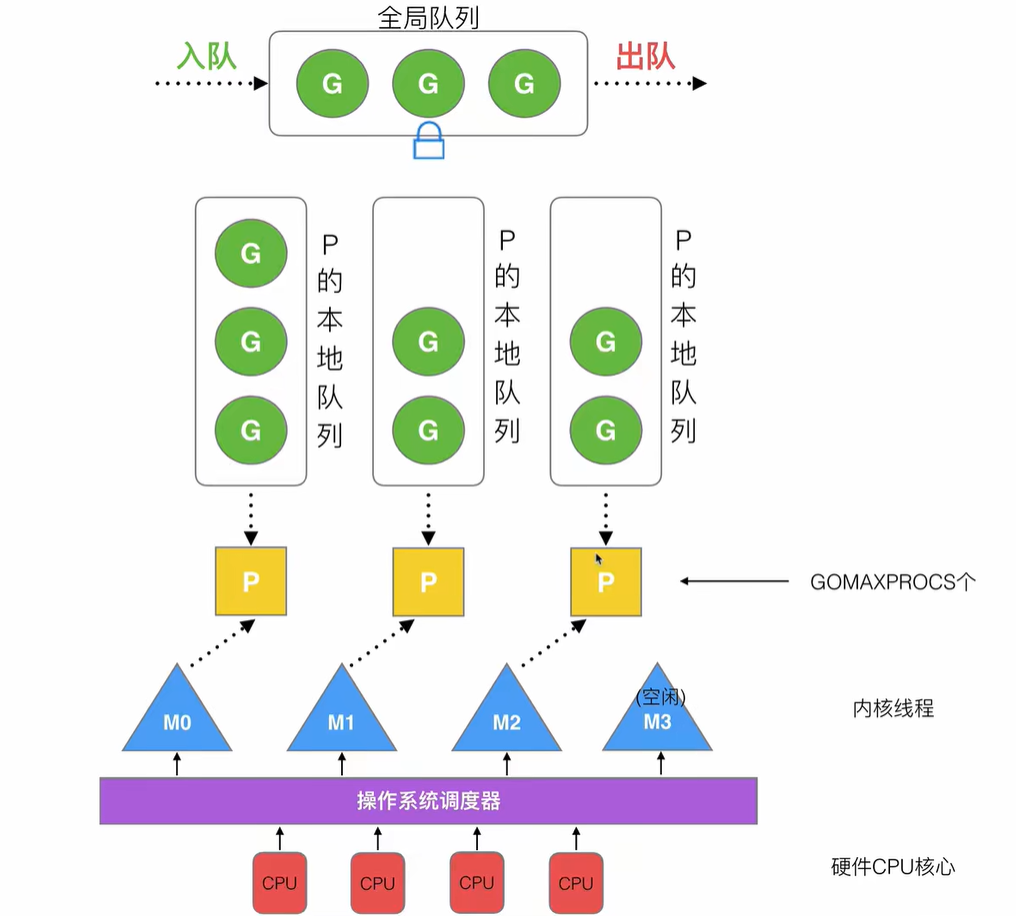 全局队列
入队
出队
G G G
G
G
G
P的本地队列
G
G
P的本地队列
G
G
P的本地队列
P P P
GOMAXPROCS个
(空闲)
M0 M1 M2 M3
内核线程
操作系统调度器
CPU CPU CPU CPU
硬件CPU核心